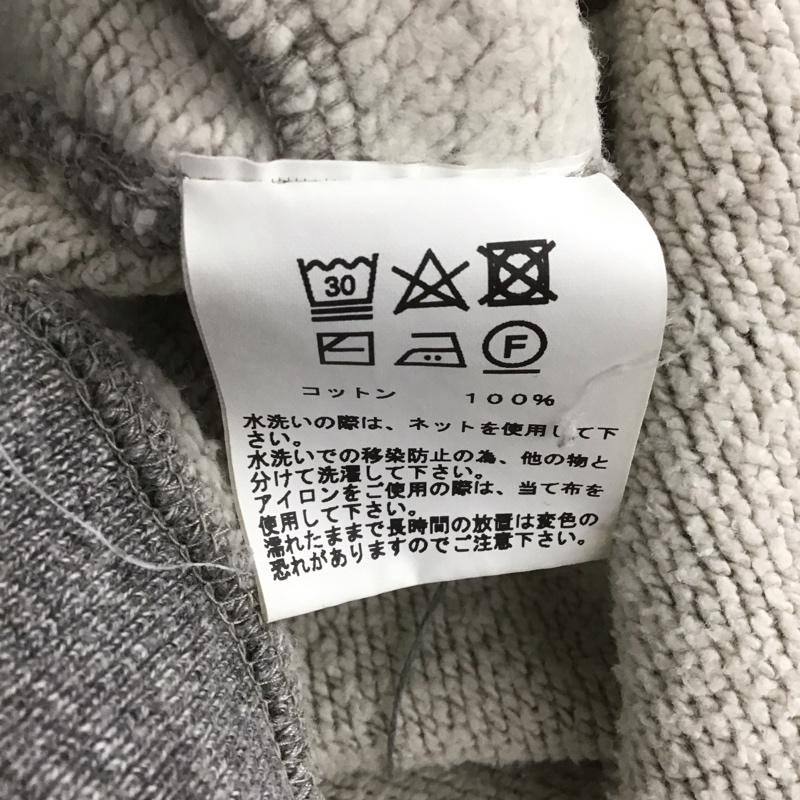 30
F
コットン 100%
水洗いの際は、ネットを使用して下
さい。
水洗いでの移染防止の為、他の物と
分けて洗濯して下さい。
アイロンをご使用の際は、当て布を
使用して下さい。
濡れたままで長時間の放置は変色の
恐れがありますのでご注意下さい。